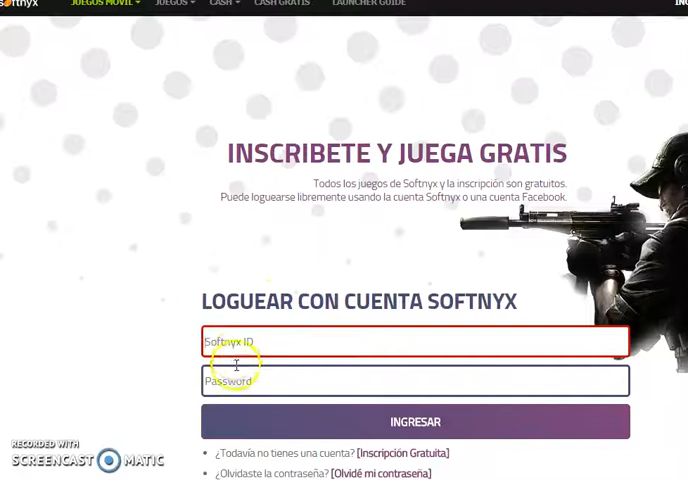 softnyx JUEGOS MOVIL JUEGOS CASH CASH GRATIS LAUNCHER GUIDE
INSCRIBETE Y JUEGA GRATIS
Todos los juegos de Softnyx y la inscripción son gratuitos.
Puede loguearse libremente usando la cuenta Softnyx o una cuenta Facebook.
LOGUEAR CON CUENTA SOFTNYX
Softnyx ID
Password
INGRESAR
¿Todavía no tienes una cuenta? [Inscripción Gratuita]
¿Olvidaste la contraseña? [Olvidé mi contraseña]
RECORDED WITH
SCREENCAST MATIC